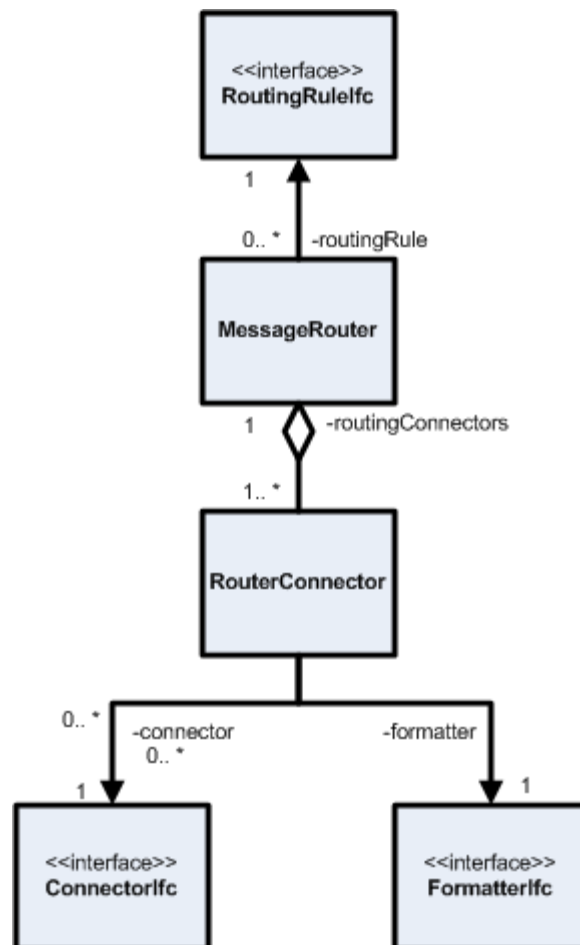 <<interface>>
RoutingRuleIfc
1
0.. *
-routingRule
MessageRouter
1
-routingConnectors
1.. *
RouterConnector
0.. *
-connector
0.. *
-formatter
1
1
<<interface>>
ConnectorIfc
<<interface>>
FormatterIfc